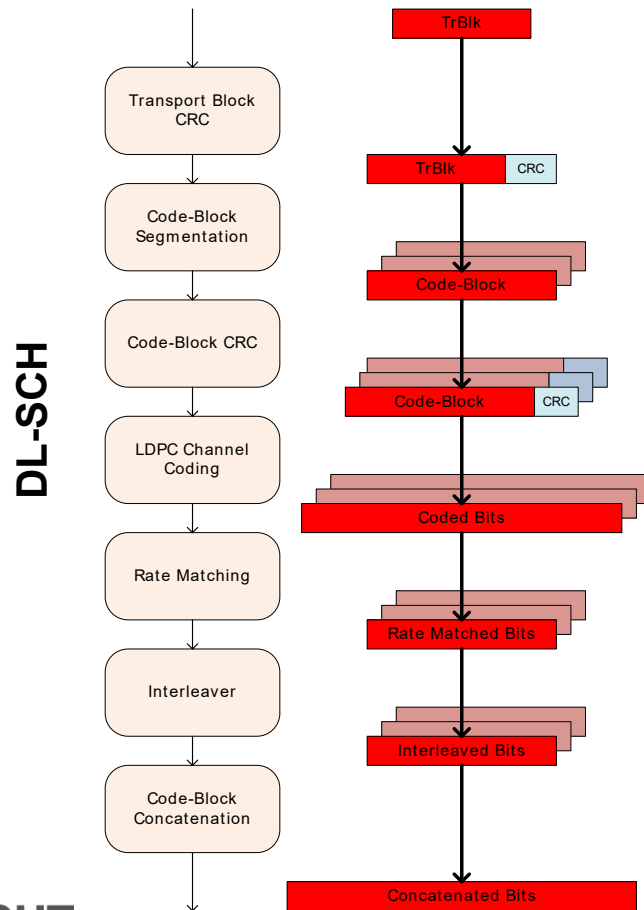 TrBlk
Transport Block
CRC
TrBlk
CRC
Code-Block
Segmentation
Code-Block
Code-Block CRC
Code-Block
CRC
DL-SCH
LDPC Channel
Coding
Coded Bits
Rate Matching
Rate Matched Bits
Interleaver
Interleaved Bits
Code-Block
Concatenation
Concatenated Bits